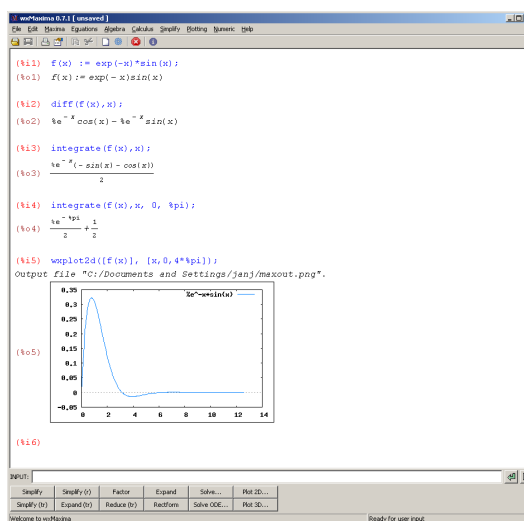 wxMaxima 0.7.1 [ unsaved ]
File Edit Maxima Equations Algebra Calculus Simplify Plotting Numeric Help
(%i1) f(x) := exp(-x)*sin(x);
(%o1) f(x):=exp(-x)sin(x)
(%i2) diff(f(x),x);
(%o2) %e^-x cos(x)-%e^-x sin(x)
(%i3) integrate(f(x),x);
(%o3) %e^-x(-sin(x)-cos(x))
2
(%i4) integrate(f(x),x, 0, %pi);
(%o4) %e^-%pi/2+1/2
(%i5) wxplot2d([f(x)], [x,0,4*%pi]);
Output file "C:/Documents and Settings/janj/maxout.png".
(%o5)
%e^-x*sin(x)
0.35
0.3
0.25
0.2
0.15
0.1
0.05
0
-0.05
0 2 4 6 8 10 12 14
(%i6)
INPUT:
Simplify Simplify (r) Factor Expand Solve... Plot 2D...
Simplify (tr) Expand (tr) Reduce (tr) Rectform Solve ODE... Plot 3D...
Welcome to wxMaxima Ready for user input